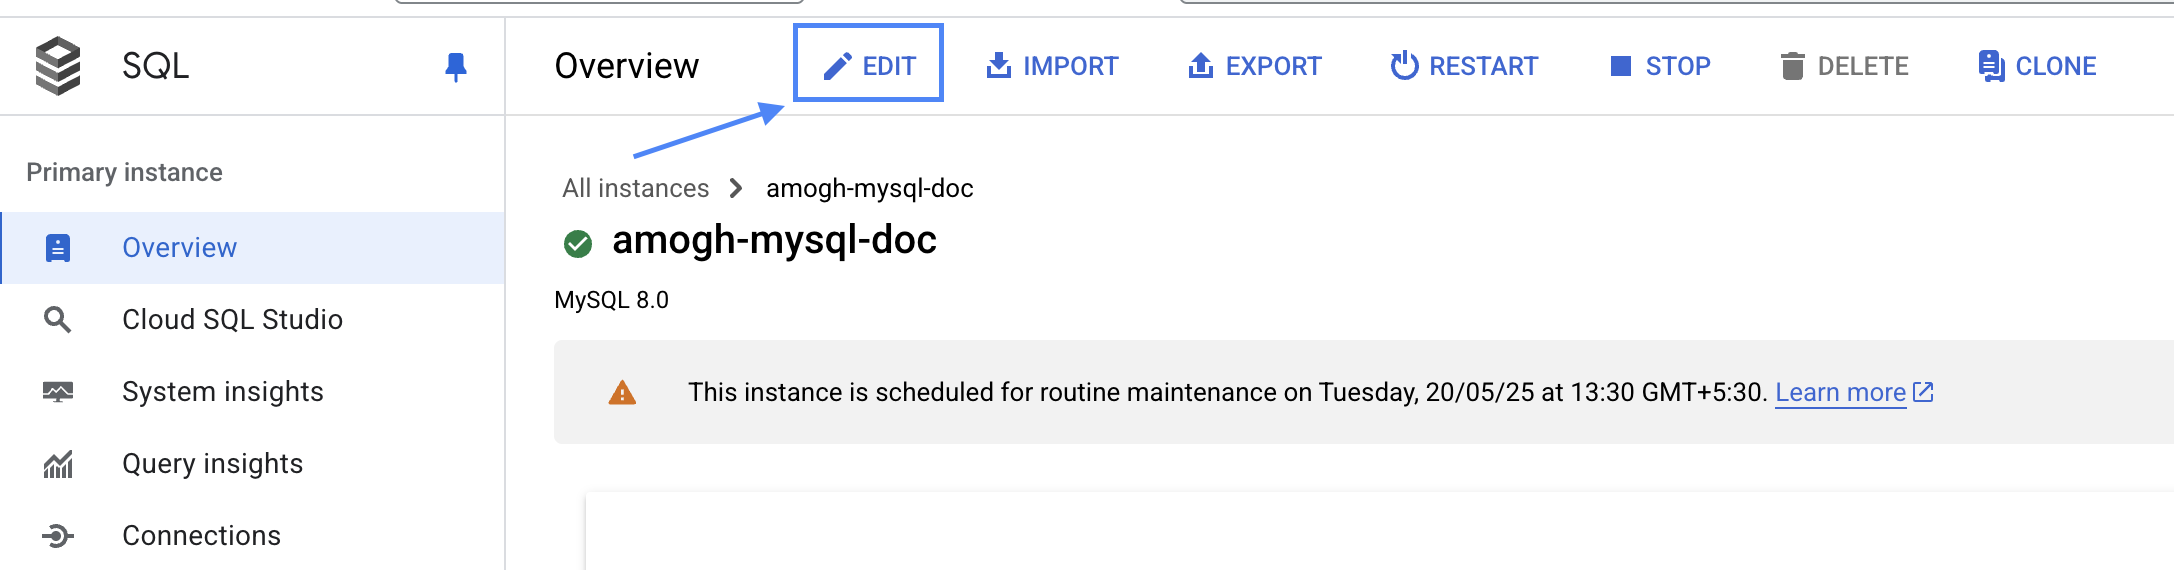 SQL
Overview
EDIT
IMPORT
EXPORT
RESTART
STOP
DELETE
CLONE
Primary instance
Overview
Cloud SQL Studio
System insights
Query insights
Connections
All instances amogh-mysql-doc
amogh-mysql-doc
MySQL 8.0
This instance is scheduled for routine maintenance on Tuesday, 20/05/25 at 13:30 GMT+5:30. Learn more